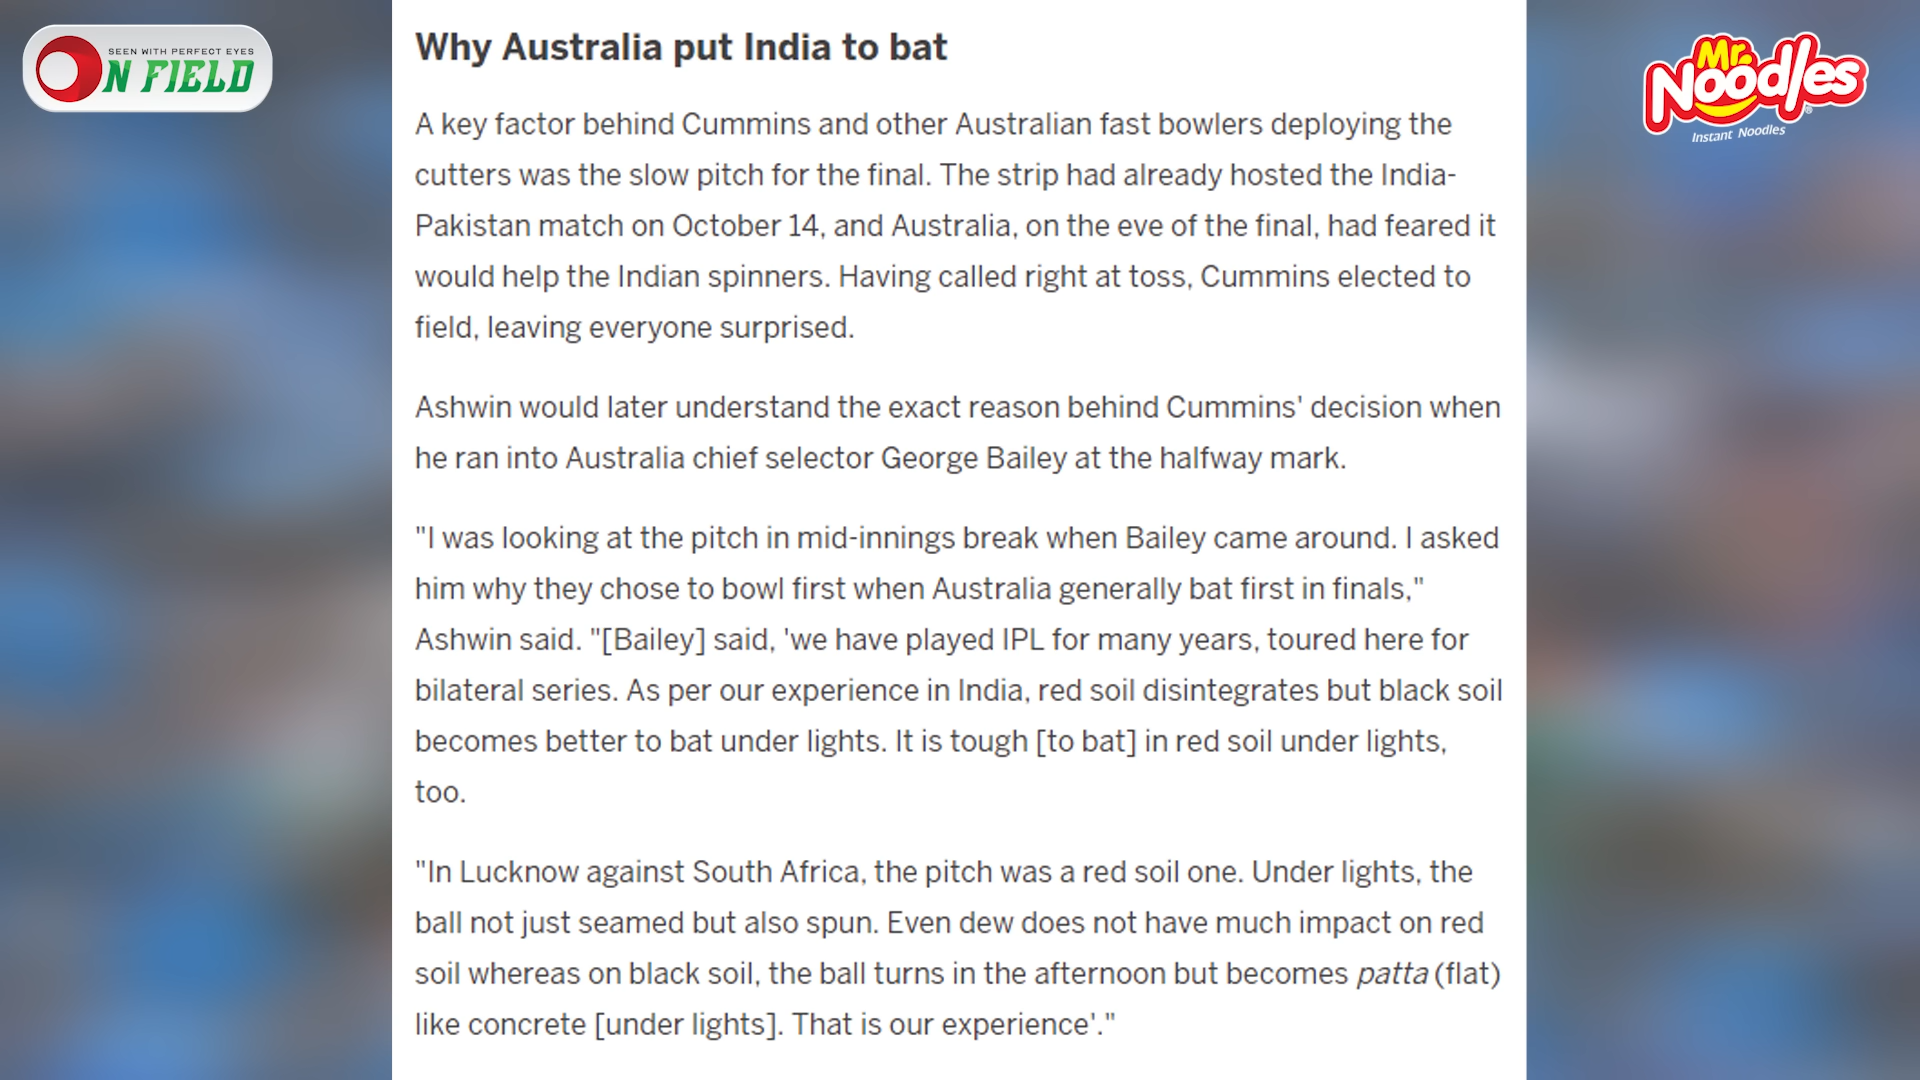 SEEN WITH PERFECT EYES
ON FIELD
Mr.
Noodles
Instant Noodles
Why Australia put India to bat
A key factor behind Cummins and other Australian fast bowlers deploying the
cutters was the slow pitch for the final. The strip had already hosted the India-
Pakistan match on October 14, and Australia, on the eve of the final, had feared it
would help the Indian spinners. Having called right at toss, Cummins elected to
field, leaving everyone surprised.
Ashwin would later understand the exact reason behind Cummins' decision when
he ran into Australia chief selector George Bailey at the halfway mark.
"I was looking at the pitch in mid-innings break when Bailey came around. I asked
him why they chose to bowl first when Australia generally bat first in finals,"
Ashwin said. "[Bailey] said, 'we have played IPL for many years, toured here for
bilateral series. As per our experience in India, red soil disintegrates but black soil
becomes better to bat under lights. It is tough [to bat] in red soil under lights,
too.
"In Lucknow against South Africa, the pitch was a red soil one. Under lights, the
ball not just seamed but also spun. Even dew does not have much impact on red
soil whereas on black soil, the ball turns in the afternoon but becomes patta (flat)
like concrete [under lights]. That is our experience'."